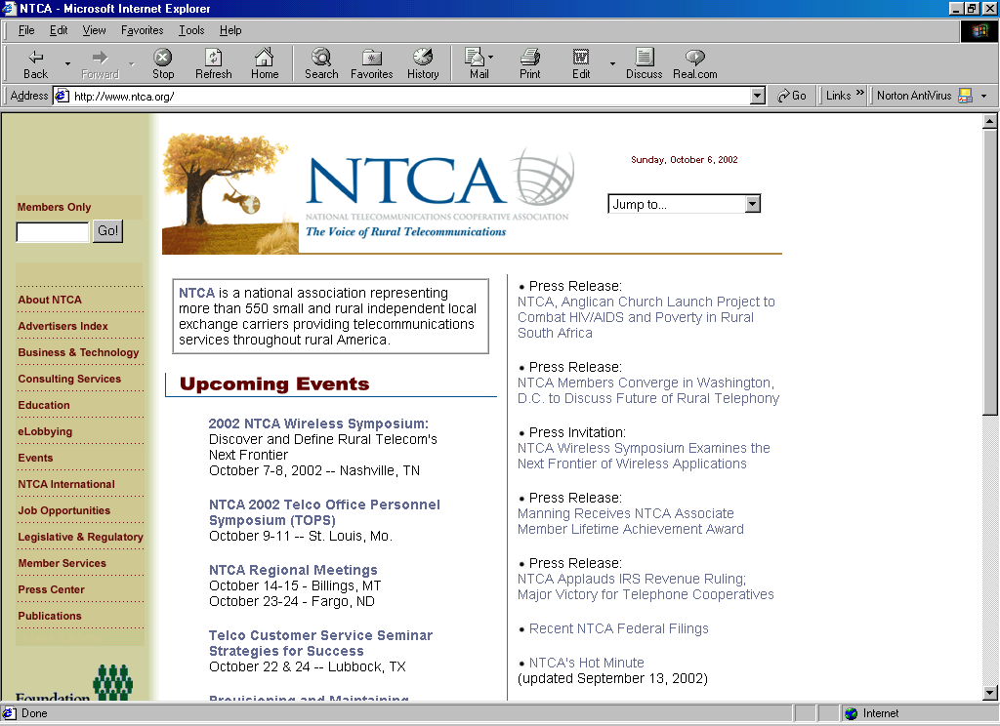 NTCA - Microsoft Internet Explorer
File Edit View Favorites Tools Help
Back Forward Stop Refresh Home Search Favorites History Mail Print Edit Discuss Real.com
Address http://www.ntca.org/ Go Links » Norton AntiVirus
Members Only
Go!
About NTCA
Advertisers Index
Business & Technology
Consulting Services
Education
eLobbying
Events
NTCA International
Job Opportunities
Legislative & Regulatory
Member Services
Press Center
Publications
Foundation
NTCA
NATIONAL TELECOMMUNICATIONS COOPERATIVE ASSOCIATION
The Voice of Rural Telecommunications
Sunday, October 6, 2002
Jump to...
NTCA is a national association representing
more than 550 small and rural independent local
exchange carriers providing telecommunications
services throughout rural America.
Upcoming Events
2002 NTCA Wireless Symposium:
Discover and Define Rural Telecom's
Next Frontier
October 7-8, 2002 -- Nashville, TN
NTCA 2002 Telco Office Personnel
Symposium (TOPS)
October 9-11 -- St. Louis, Mo.
NTCA Regional Meetings
October 14-15 - Billings, MT
October 23-24 - Fargo, ND
Telco Customer Service Seminar
Strategies for Success
October 22 & 24 -- Lubbock, TX
Provisioning and Maintaining
• Press Release:
NTCA, Anglican Church Launch Project to
Combat HIV/AIDS and Poverty in Rural
South Africa
• Press Release:
NTCA Members Converge in Washington,
D.C. to Discuss Future of Rural Telephony
• Press Invitation:
NTCA Wireless Symposium Examines the
Next Frontier of Wireless Applications
• Press Release:
Manning Receives NTCA Associate
Member Lifetime Achievement Award
• Press Release:
NTCA Applauds IRS Revenue Ruling;
Major Victory for Telephone Cooperatives
• Recent NTCA Federal Filings
• NTCA's Hot Minute
(updated September 13, 2002)
Done Internet